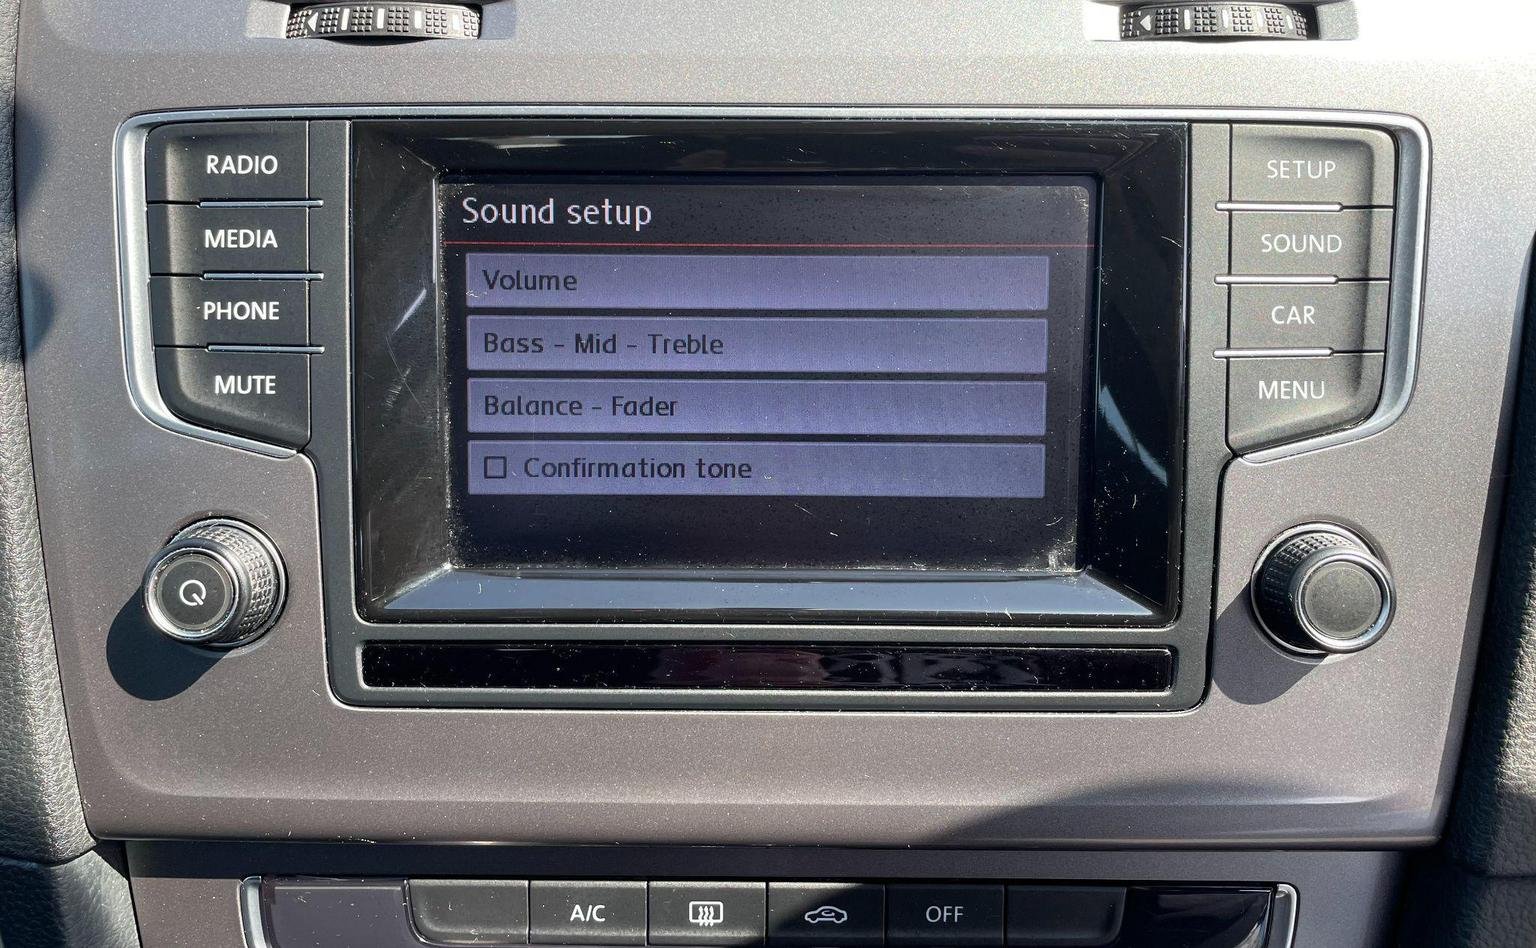 RADIO
MEDIA
PHONE
MUTE
Sound setup
Volume
Bass - Mid - Treble
Balance - Fader
Confirmation tone
SETUP
SOUND
CAR
MENU
A/C
OFF